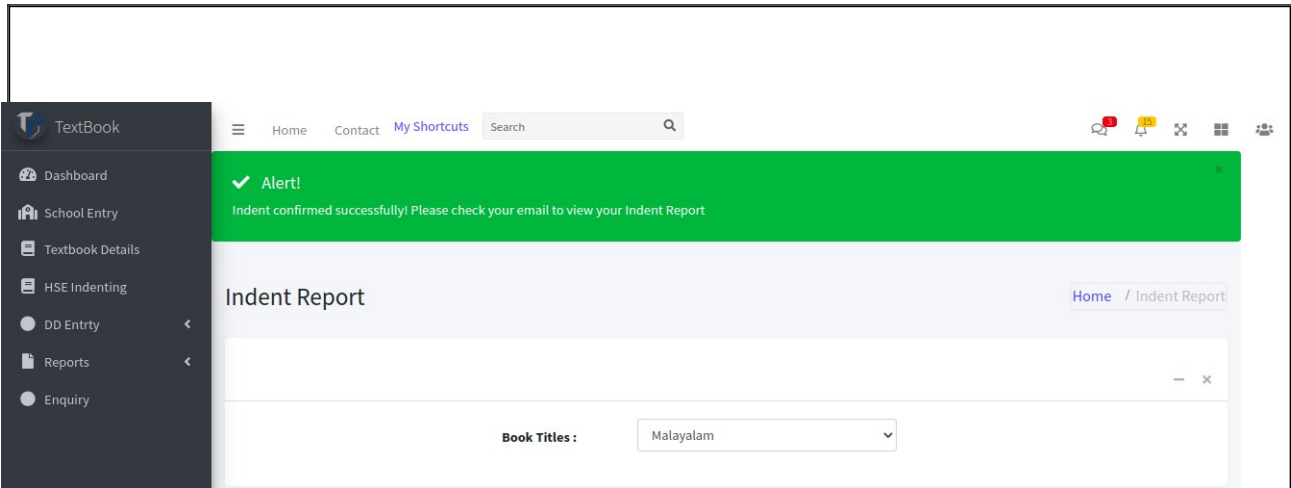 TextBook
Home Contact My Shortcuts Search
3
15
Dashboard
School Entry
Textbook Details
HSE Indenting
DD Entrty
Reports
Enquiry
Alert!
Indent confirmed successfully! Please check your email to view your Indent Report
Indent Report
Home / Indent Report
Book Titles :
Malayalam